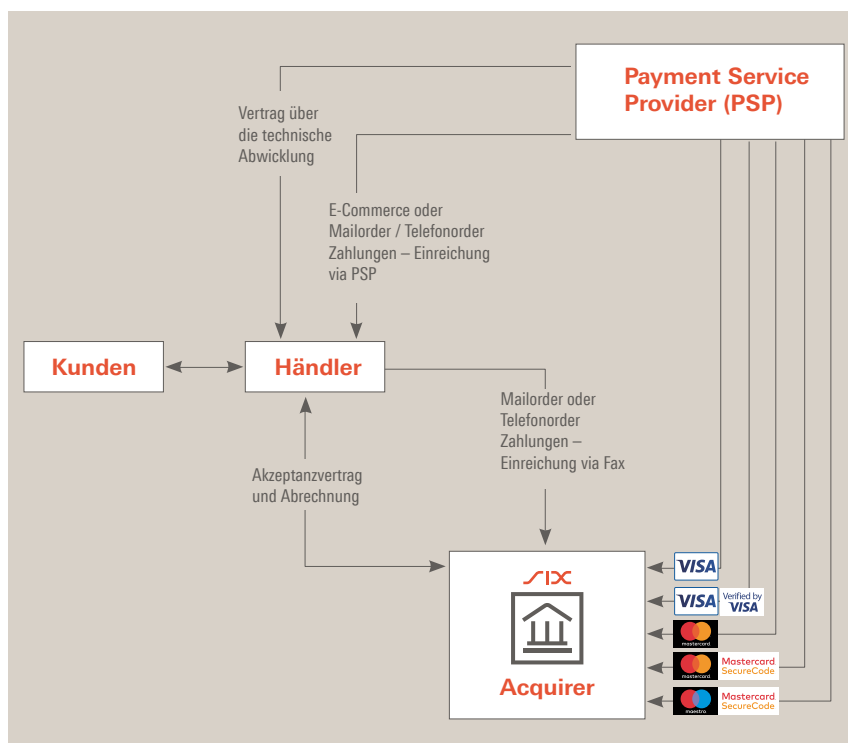 Payment Service
Provider (PSP)
Vertrag über
die technische
Abwicklung
E-Commerce oder
Mailorder / Telefonorder
Zahlungen – Einreichung
via PSP
Kunden
Händler
Mailorder oder
Telefonorder
Zahlungen –
Einreichung via Fax
Akzeptanzvertrag
und Abrechnung
SIX
Acquirer
VISA
VISA
Verified by
VISA
mastercard
mastercard
Mastercard
SecureCode
maestro
Mastercard
SecureCode